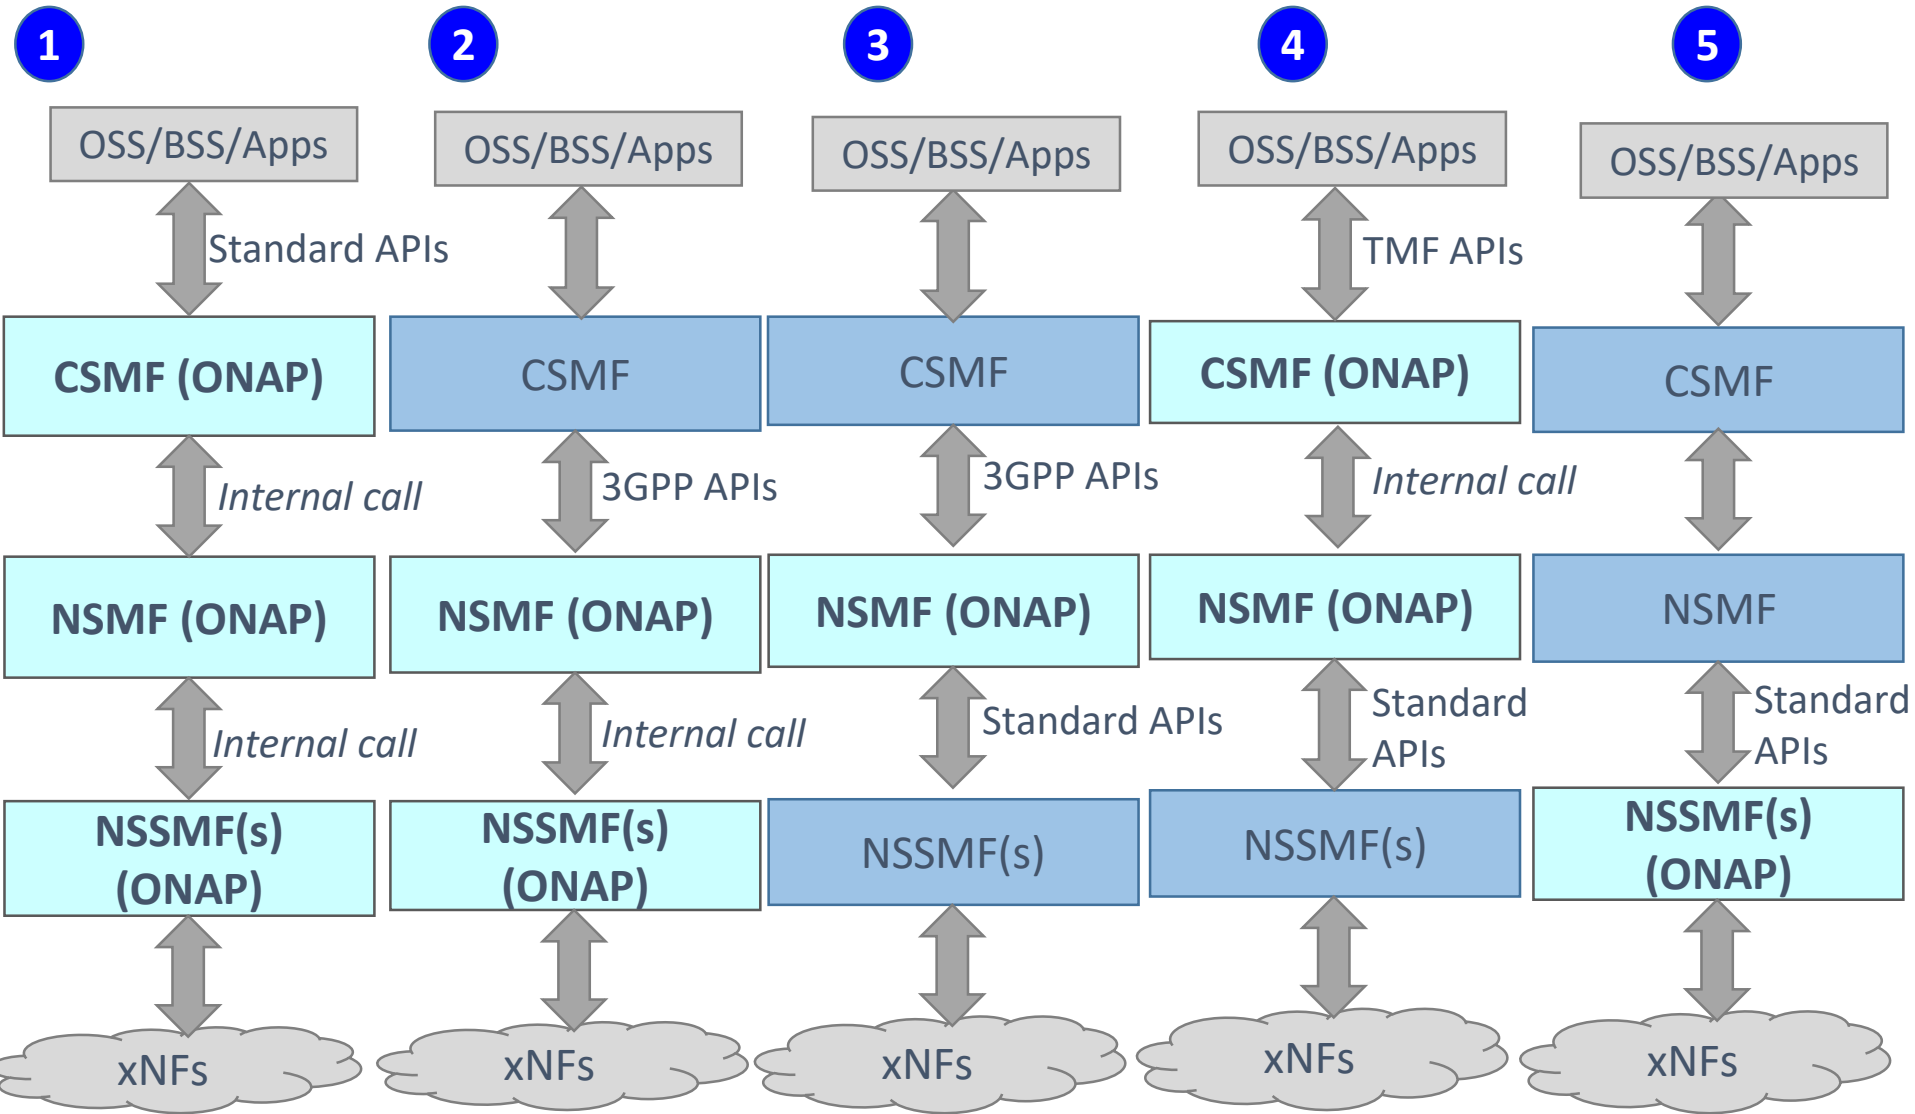 1
2
3
4
5
OSS/BSS/Apps
OSS/BSS/Apps
OSS/BSS/Apps
OSS/BSS/Apps
OSS/BSS/Apps
Standard APIs
TMF APIs
CSMF (ONAP)
CSMF
CSMF
CSMF (ONAP)
CSMF
Internal call
3GPP APIs
3GPP APIs
Internal call
NSMF (ONAP)
NSMF (ONAP)
NSMF (ONAP)
NSMF (ONAP)
NSMF
Internal call
Internal call
Standard APIs
Standard
APIs
Standard
APIs
NSSMF(s)
(ONAP)
NSSMF(s)
(ONAP)
NSSMF(s)
NSSMF(s)
NSSMF(s)
(ONAP)
xNFs
xNFs
xNFs
xNFs
xNFs